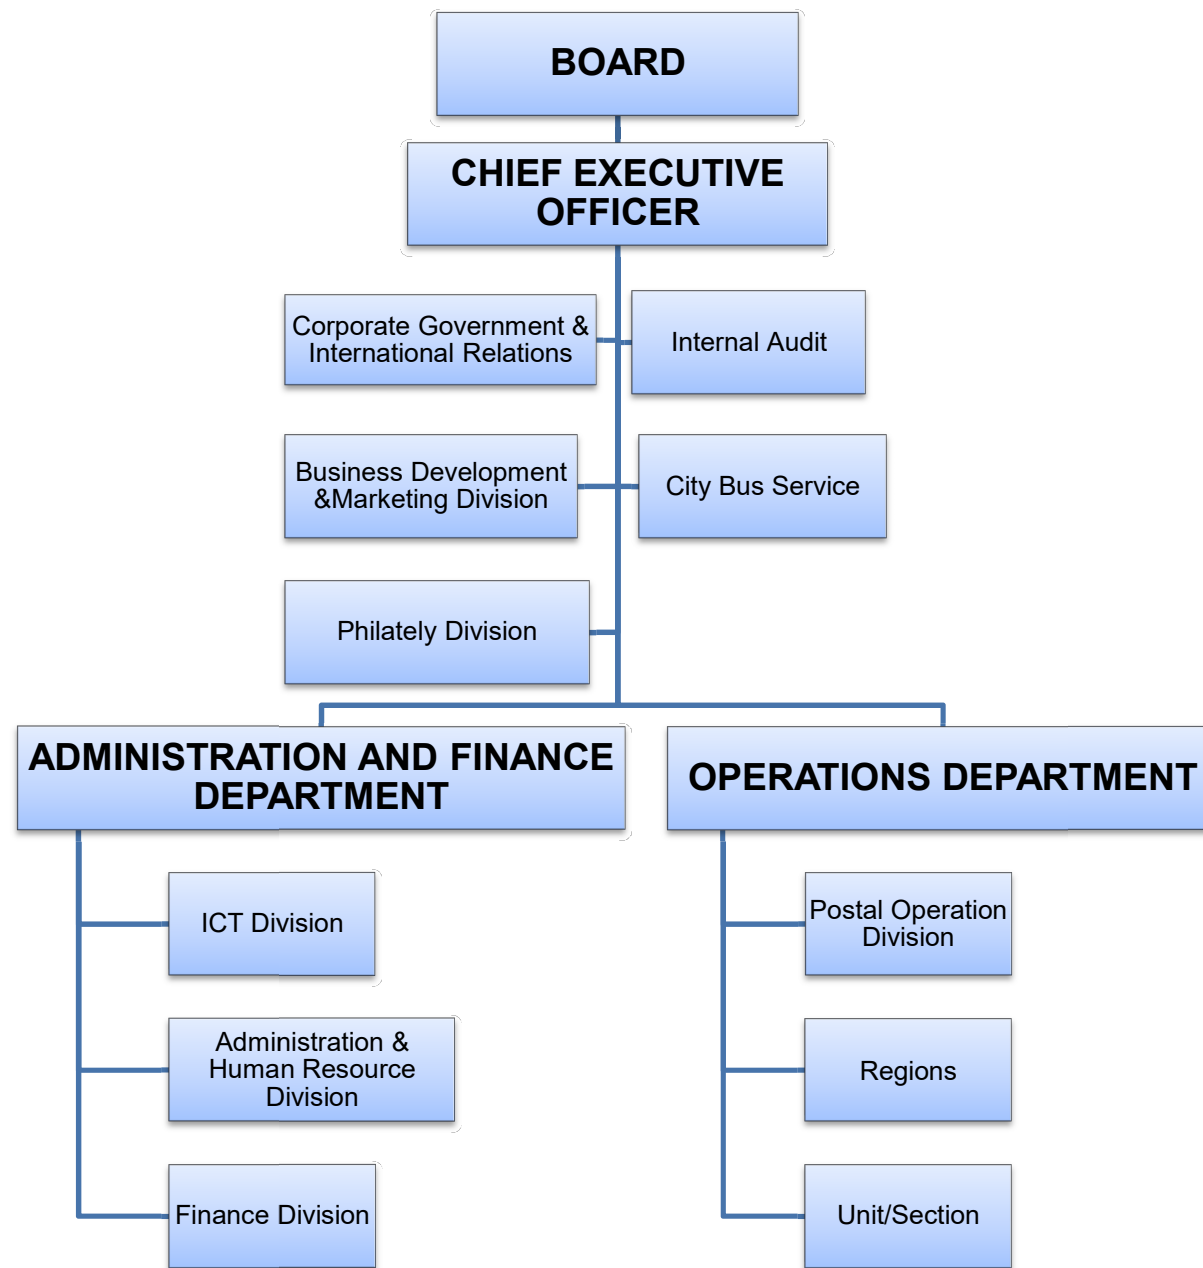 BOARD
CHIEF EXECUTIVE
OFFICER
Corporate Government &
International Relations
Internal Audit
Business Development
&Marketing Division
City Bus Service
Philately Division
ADMINISTRATION AND FINANCE
DEPARTMENT
OPERATIONS DEPARTMENT
ICT Division
Postal Operation
Division
Administration &
Human Resource
Division
Regions
Finance Division
Unit/Section